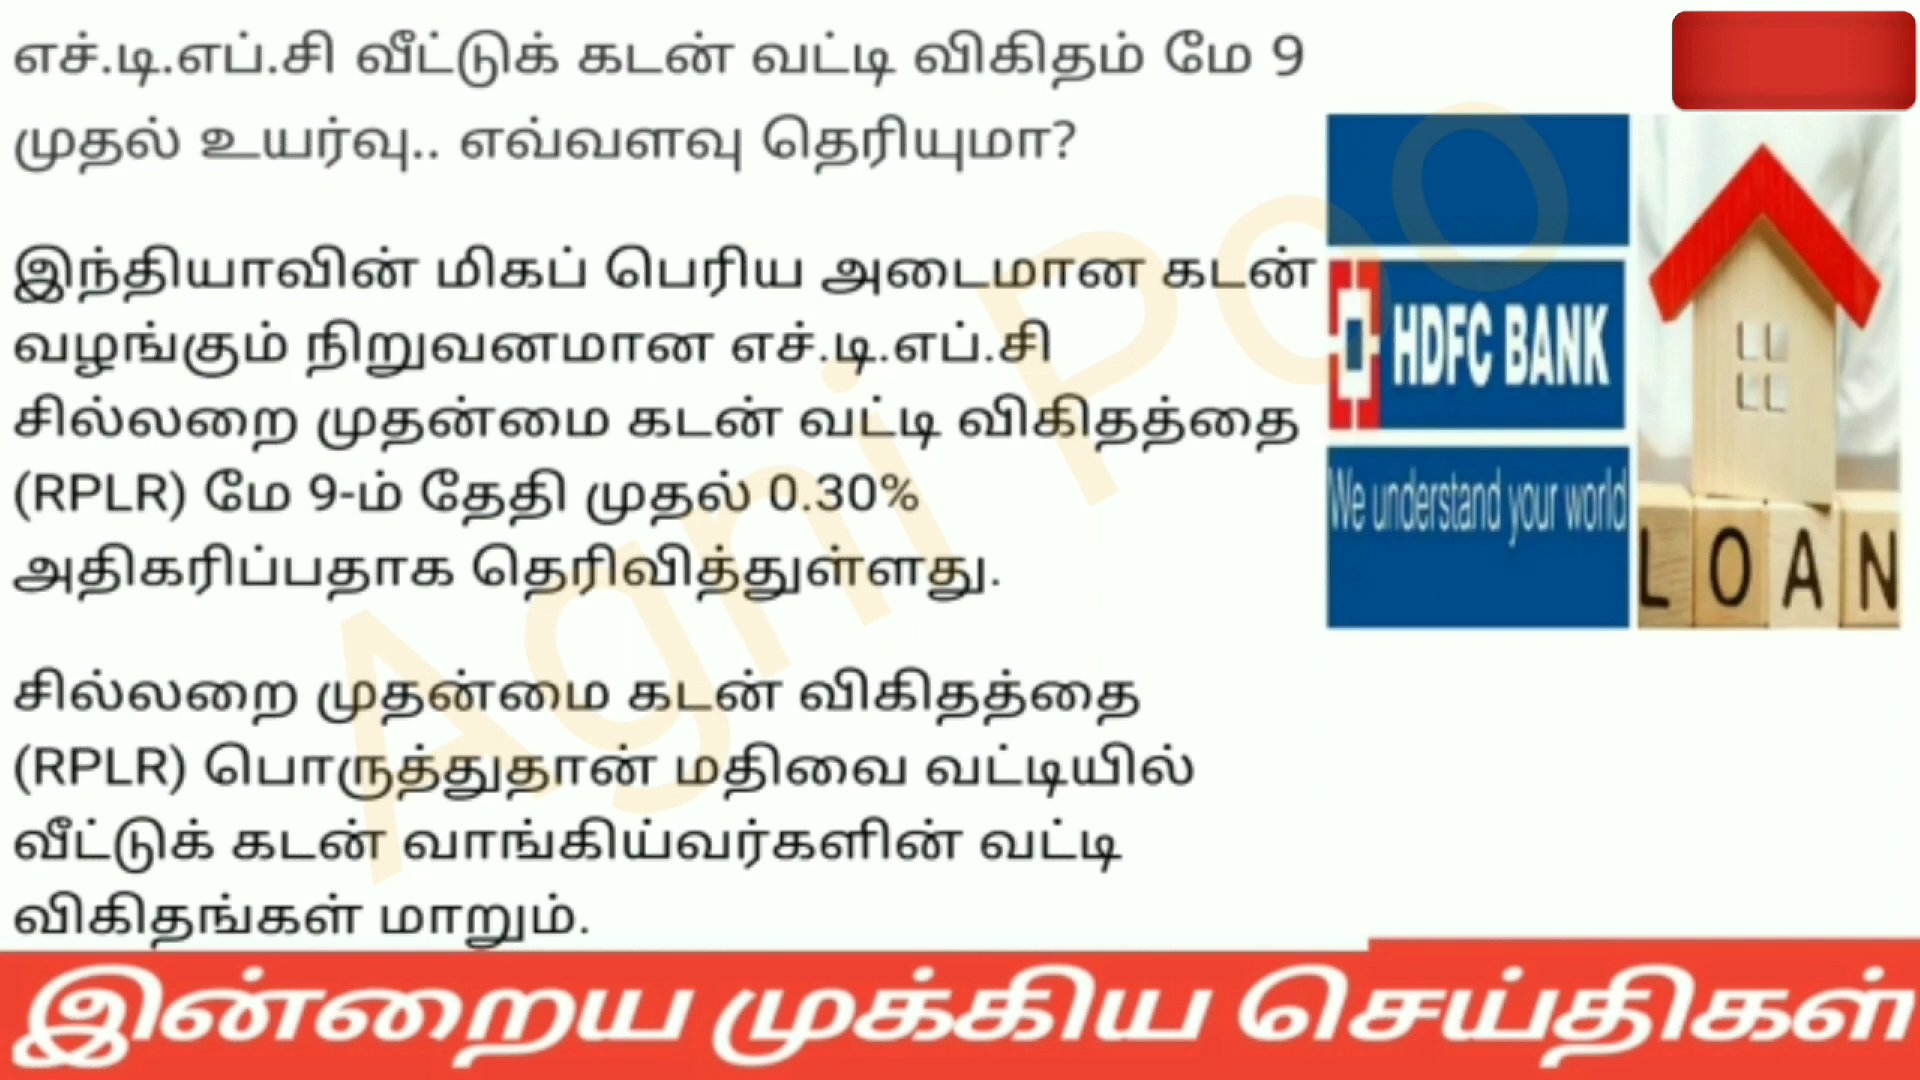 எச்.டி.எப்.சி வீட்டுக் கடன் வட்டி விகிதம் மே 9
முதல் உயர்வு.. எவ்வளவு தெரியுமா?
இந்தியாவின் மிகப் பெரிய அடைமான கடன்
வழங்கும் நிறுவனமான எச்.டி.எப்.சி
சில்லறை முதன்மை கடன் வட்டி விகிதத்தை
(RPLR) மே 9-ம் தேதி முதல் 0.30%
அதிகரிப்பதாக தெரிவித்துள்ளது.
சில்லறை முதன்மை கடன் விகிதத்தை
(RPLR) பொருத்துதான் மதிவை வட்டியில்
வீட்டுக் கடன் வாங்கிய்வர்களின் வட்டி
விகிதங்கள் மாறும்.
HDFC BANK
We understand your world
LOAN
Agni Poo
இன்றைய முக்கிய செய்திகள்